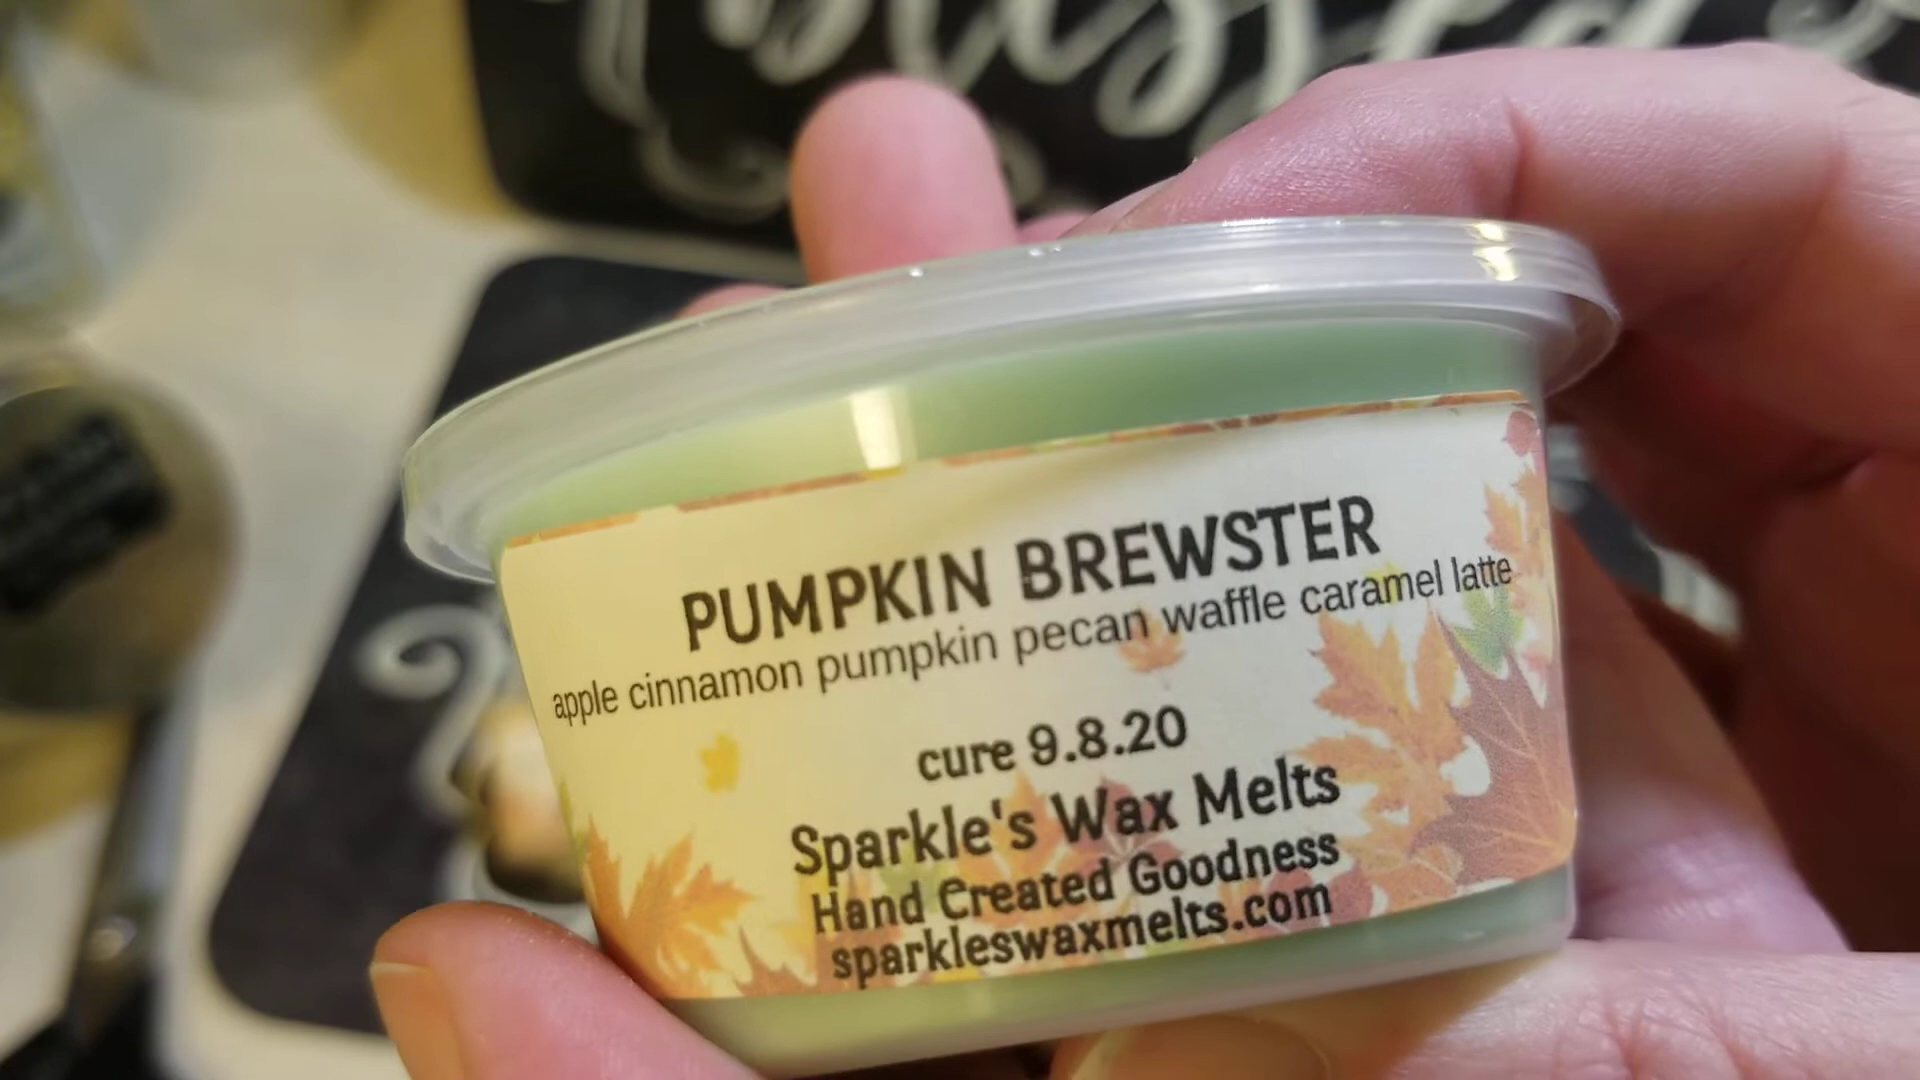 PUMPKIN BREWSTER
apple cinnamon pumpkin pecan waffle caramel latte
cure 9.8.20
Sparkle's Wax Melts
Hand Created Goodness
sparkleswaxmelts.com